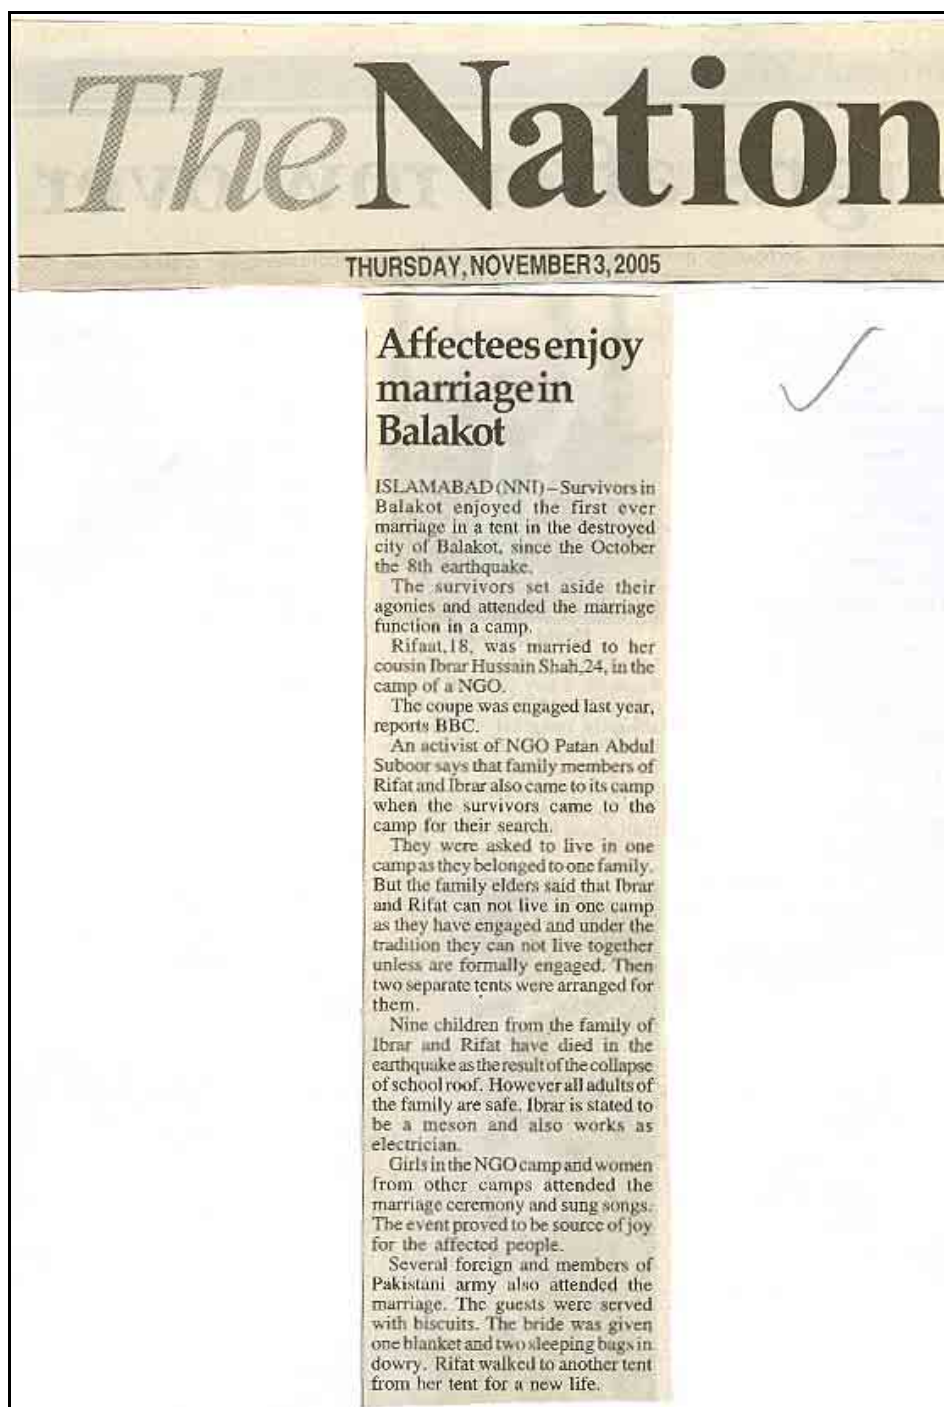 The Nation
THURSDAY, NOVEMBER 3, 2005
Affectees enjoy
marriage in
Balakot
ISLAMABAD (NNI) – Survivors in
Balakot enjoyed the first ever
marriage in a tent in the destroyed
city of Balakot, since the October
the 8th earthquake.
The survivors set aside their
agonies and attended the marriage
function in a camp.
Rifaat,18, was married to her
cousin Ibrar Hussain Shah,24, in the
camp of a NGO.
The coupe was engaged last year,
reports BBC.
An activist of NGO Patan Abdul
Suboor says that family members of
Rifat and Ibrar also came to its camp
when the survivors came to the
camp for their search.
They were asked to live in one
camp as they belonged to one family.
But the family elders said that Ibrar
and Rifat can not live in one camp
as they have engaged and under the
tradition they can not live together
unless are formally engaged. Then
two separate tents were arranged for
them.
Nine children from the family of
Ibrar and Rifat have died in the
earthquake as the result of the collapse
of school roof. However all adults of
the family are safe. Ibrar is stated to
be a meson and also works as
electrician.
Girls in the NGO camp and women
from other camps attended the
marriage ceremony and sung songs.
The event proved to be source of joy
for the affected people.
Several foreign and members of
Pakistani army also attended the
marriage. The guests were served
with biscuits. The bride was given
one blanket and two sleeping bags in
dowry. Rifat walked to another tent
from her tent for a new life.